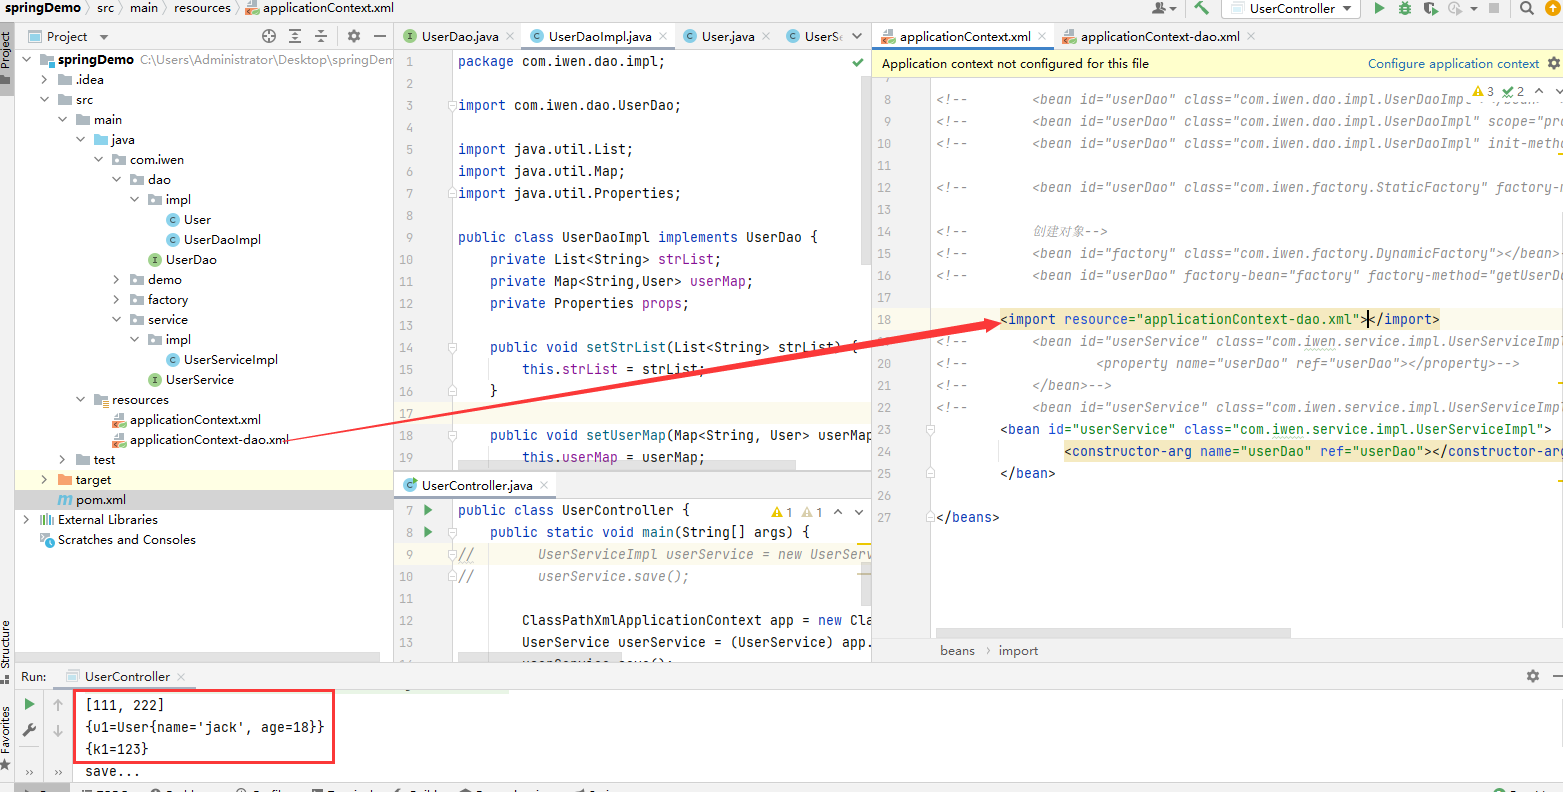 springDemo src main resources applicationContext.xml
UserController
Project
Project
springDemo C:\Users\Administrator\Desktop\springDem
.idea
src
main
java
com.iwen
dao
impl
User
UserDaoImpl
UserDao
demo
factory
service
impl
UserServiceImpl
UserService
resources
applicationContext.xml
applicationContext-dao.xml
test
target
pom.xml
External Libraries
Scratches and Consoles
UserDao.java UserDaoImpl.java User.java UserSe
1 package com.iwen.dao.impl;
2
3 import com.iwen.dao.UserDao;
4
5 import java.util.List;
6 import java.util.Map;
7 import java.util.Properties;
8
9 public class UserDaoImpl implements UserDao {
10 private List<String> strList;
11 private Map<String,User> userMap;
12 private Properties props;
13
14 public void setStrList(List<String> strList) {
15 this.strList = strList;
16 }
17
18 public void setUserMap(Map<String, User> userMap
19 this.userMap = userMap;
UserController.java
7 public class UserController {
1 1
8 public static void main(String[] args) {
9 // UserServiceImpl userService = new UserServ
10 // userService.save();
11
12 ClassPathXmlApplicationContext app = new Cla
13 UserService userService = (UserService) app.
applicationContext.xml applicationContext-dao.xml
Application context not configured for this file Configure application context
3 2
7
8 <!-- <bean id="userDao" class="com.iwen.dao.impl.UserDaoImpl
9 <!-- <bean id="userDao" class="com.iwen.dao.impl.UserDaoImpl" scope="pro
10 <!-- <bean id="userDao" class="com.iwen.dao.impl.UserDaoImpl" init-metho
11
12 <!-- <bean id="userDao" class="com.iwen.factory.StaticFactory" factory-m
13
14 <!-- 创建对象-->
15 <!-- <bean id="factory" class="com.iwen.factory.DynamicFactory"></bean>
16 <!-- <bean id="userDao" factory-bean="factory" factory-method="getUserDa
17
18 <import resource="applicationContext-dao.xml"></import>
19 <!-- <bean id="userService" class="com.iwen.service.impl.UserServiceImpl
20 <!-- <property name="userDao" ref="userDao"></property>-->
21 <!-- </bean>-->
22 <!-- <bean id="userService" class="com.iwen.service.impl.UserServiceImpl
23 <bean id="userService" class="com.iwen.service.impl.UserServiceImpl">
24 <constructor-arg name="userDao" ref="userDao"></constructor-arg
25 </bean>
26
27 </beans>
beans import
Structure
Favorites
Run: UserController
[111, 222]
{u1=User{name='jack', age=18}}
{k1=123}
save...